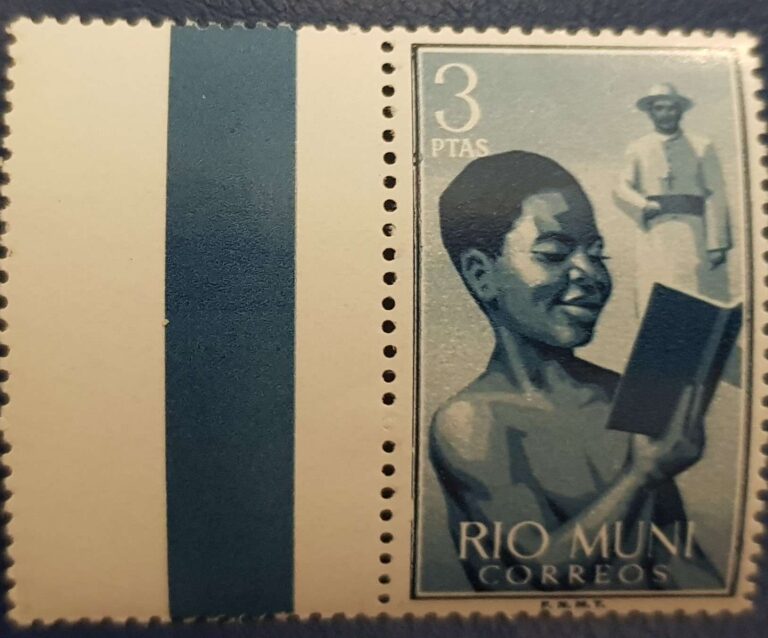 3
PTAS
RIO MUNI
CORREOS
F.N.M.T.